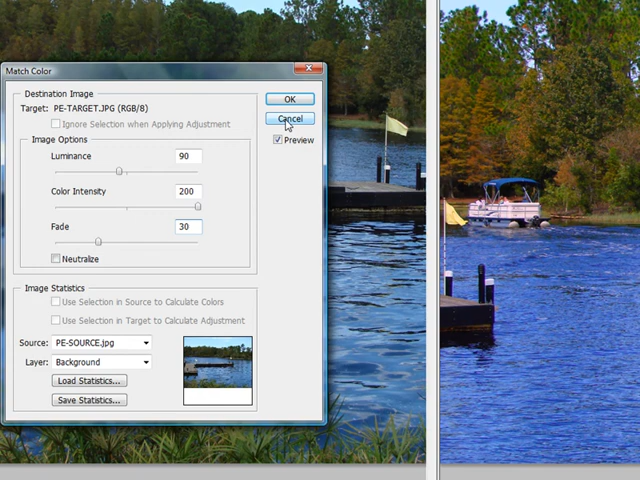 Match Color
Destination Image
Target: PE-TARGET.JPG (RGB/8)
Ignore Selection when Applying Adjustment
Image Options
Luminance 90
Color Intensity 200
Fade 30
Neutralize
OK
Cancel
Preview
Image Statistics
Use Selection in Source to Calculate Colors
Use Selection in Target to Calculate Adjustment
Source: PE-SOURCE.jpg
Layer: Background
Load Statistics...
Save Statistics...